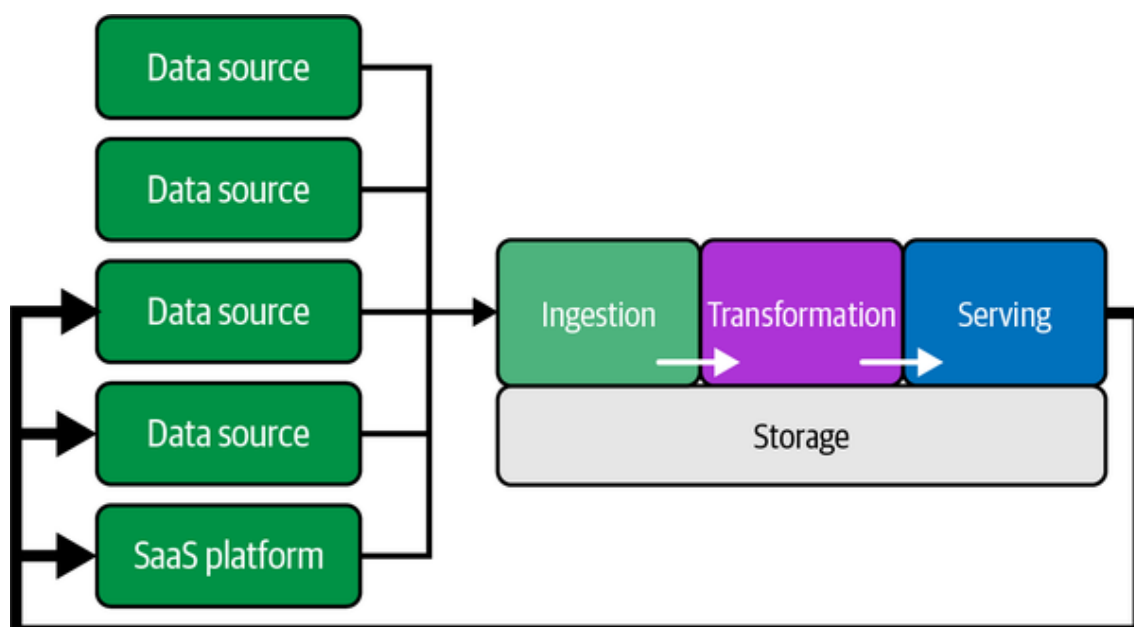 Data source
Data source
Data source
Data source
SaaS platform
Ingestion
Transformation
Serving
Storage